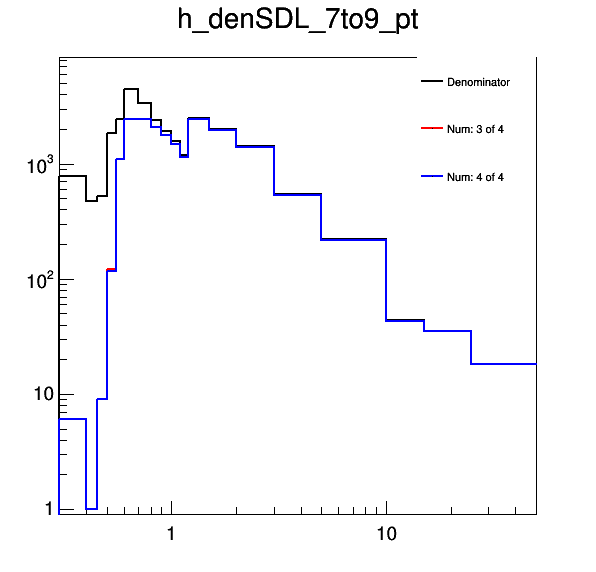 h_denSDL_7to9_pt
Denominator
Num: 3 of 4
Num: 4 of 4
10³
10²
10
1
1
10